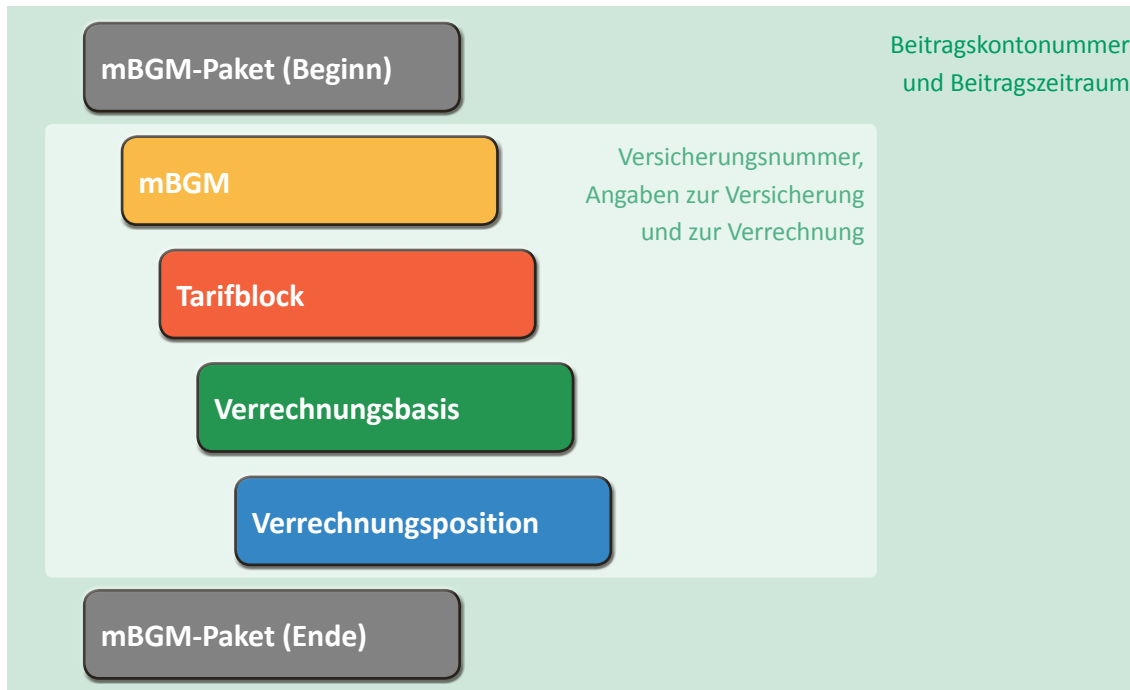 mBGM-Paket (Beginn)
Beitragskontonummer
und Beitragszeitraum
mBGM
Versicherungsnummer,
Angaben zur Versicherung
und zur Verrechnung
Tarifblock
Verrechnungsbasis
Verrechnungsposition
mBGM-Paket (Ende)